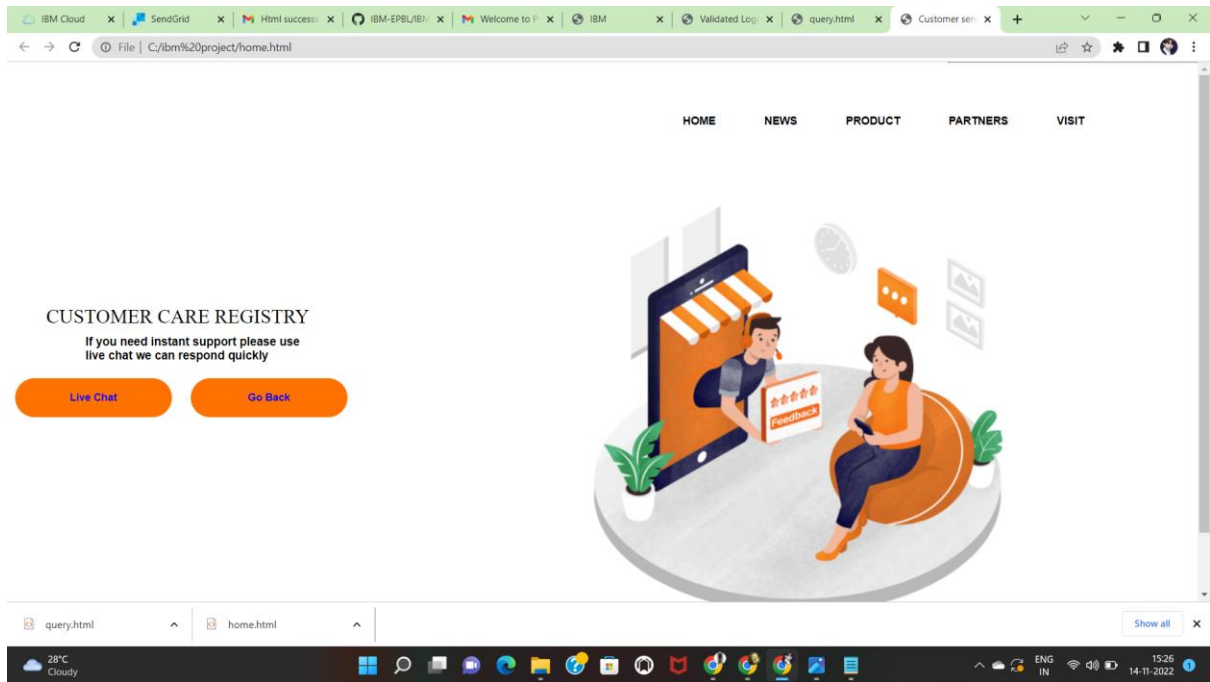 IBM Cloud
SendGrid
Html success
IBM-EPBL/IBM
Welcome to P
IBM
Validated Log
query.html
Customer serv
File | C:/ibm%20project/home.html
HOME NEWS PRODUCT PARTNERS VISIT
CUSTOMER CARE REGISTRY
If you need instant support please use
live chat we can respond quickly
Live Chat
Go Back
Feedback
query.html
home.html
Show all
28°C
Cloudy
ENG
IN
15:26
14-11-2022
1